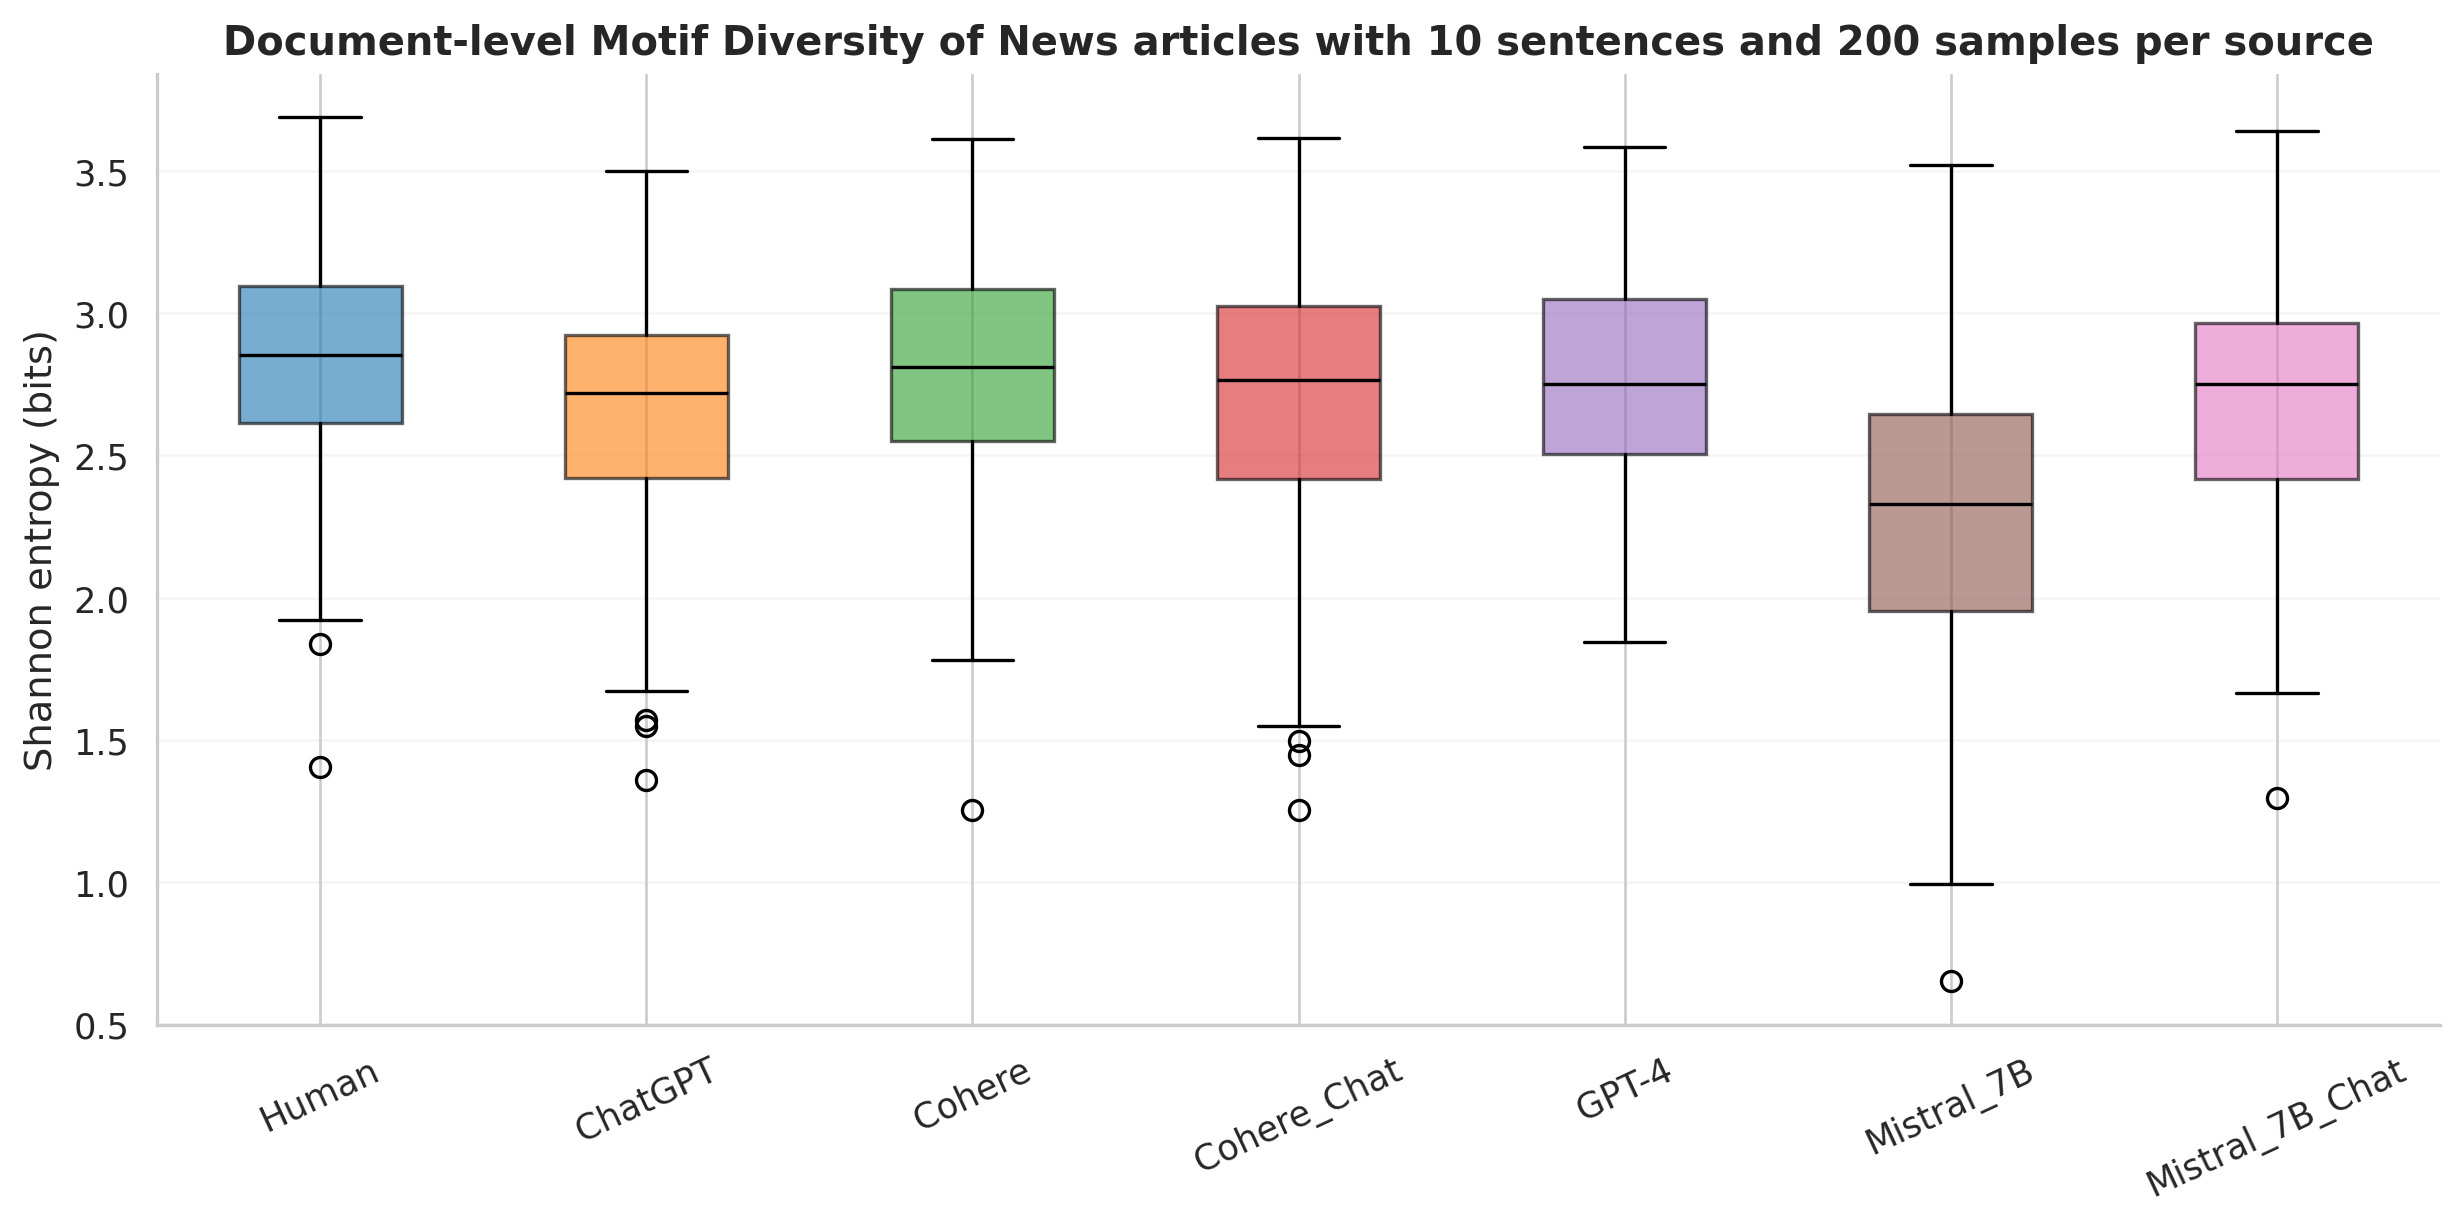 Document-level Motif Diversity of News articles with 10 sentences and 200 samples per source
Shannon entropy (bits)
3.5
3.0
2.5
2.0
1.5
1.0
0.5
Human
ChatGPT
Cohere
Cohere_Chat
GPT-4
Mistral_7B
Mistral_7B_Chat